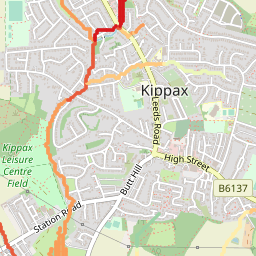 Kippax
Leeds Road
Kippax
Leisure
Centre
Field
High Street
B6137
Butt Hill
Station Road